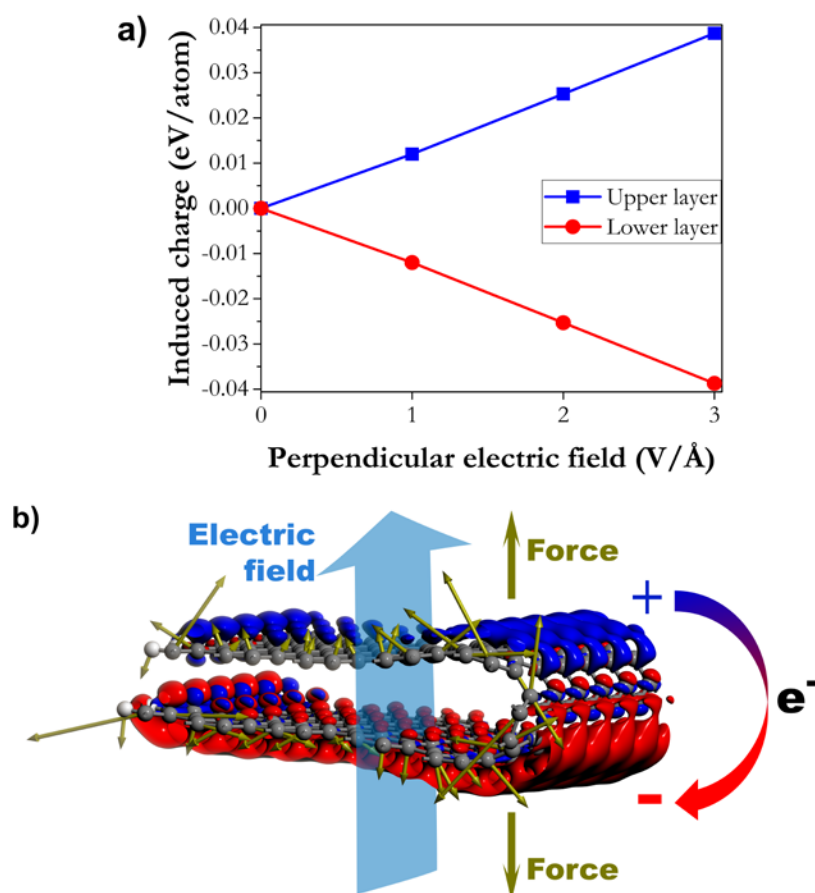 a)
0.04
0.03
0.02
0.01
0.00
-0.01
-0.02
-0.03
-0.04
Induced charge (eV/atom)
Upper layer
Lower layer
0 1 2 3
Perpendicular electric field (V/Å)
b)
Electric
field
Force
+
e⁻
-
Force